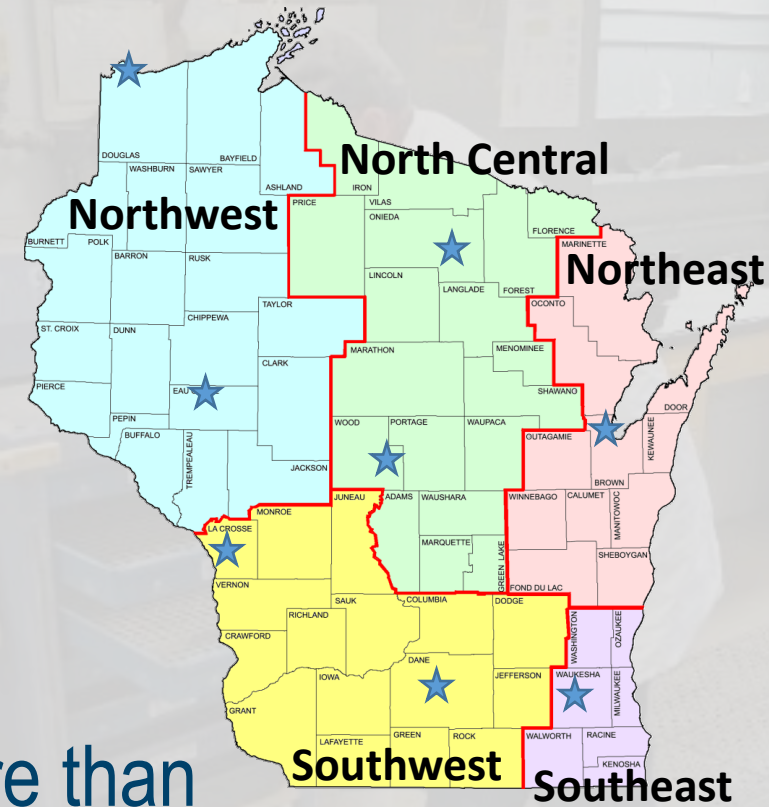 DOUGLAS
BAYFIELD
WASHBURN
SAWYER
ASHLAND
North Central
IRON
VILAS
PRICE
ONIEDA
Northwest
FLORENCE
MARINETTE
BURNETT
POLK
BARRON
RUSK
Northeast
LINCOLN
LANGLADE
FOREST
OCONTO
TAYLOR
CHIPPEWA
ST. CROIX
DUNN
MARATHON
MENOMINEE
CLARK
PIERCE
EAU
SHAWANO
PEPIN
BUFFALO
TREMPEALEAU
WOOD
PORTAGE
WAUPACA
OUTAGAMIE
DOOR
KEWAUNEE
BROWN
JACKSON
JUNEAU
ADAMS
WAUSHARA
WINNEBAGO
CALUMET
MANITOWOC
MONROE
LA CROSSE
MARQUETTE
GREEN LAKE
SHEBOYGAN
FOND DU LAC
VERNON
SAUK
COLUMBIA
DODGE
RICHLAND
WASHINGTON
OZAUKEE
CRAWFORD
DANE
IOWA
JEFFERSON
WAUKESHA
MILWAUKEE
GRANT
LAFAYETTE
GREEN
ROCK
WALWORTH
RACINE
KENOSHA
Southwest
Southeast
re than